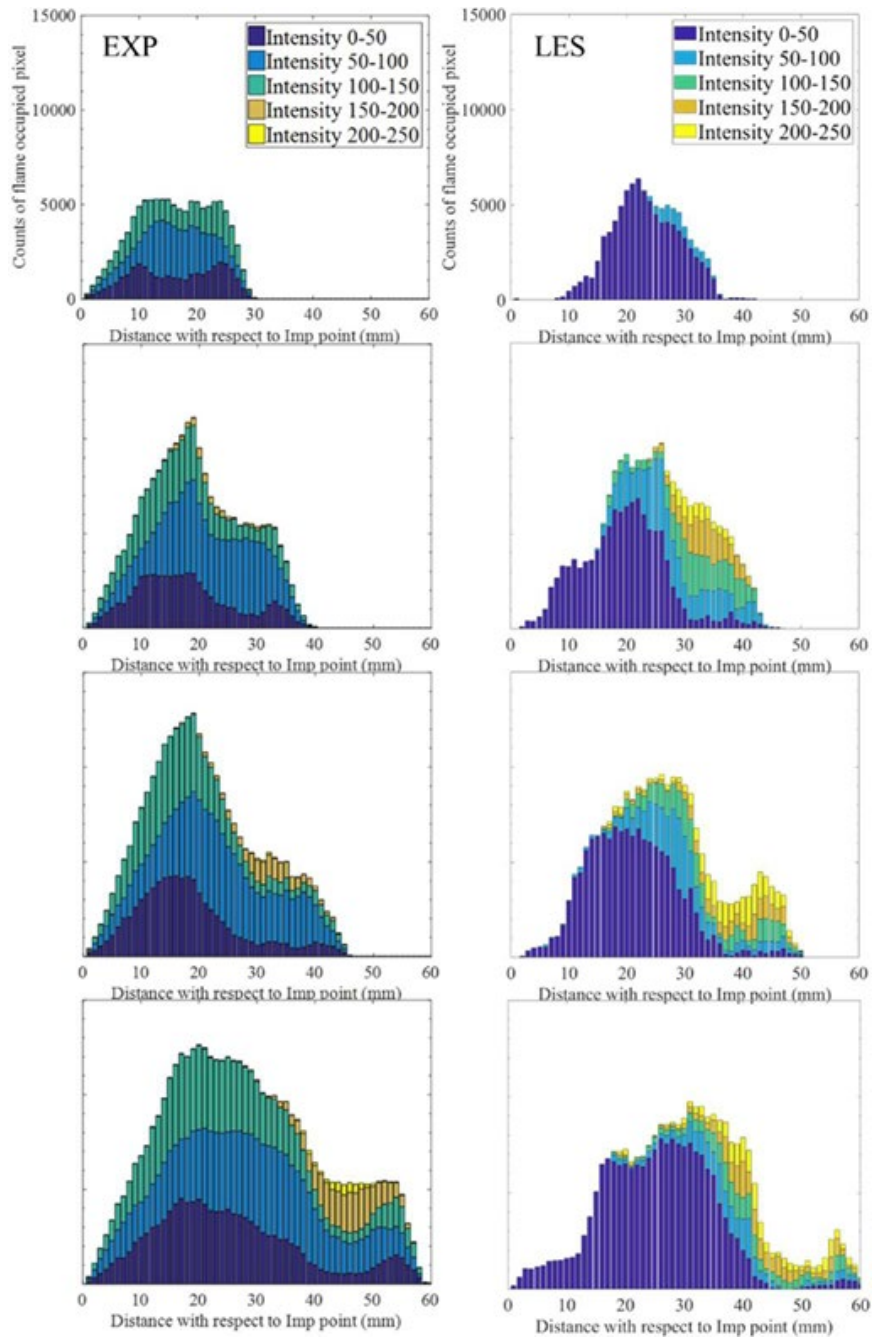 15000
10000
5000
0
Counts of flame occupied pixel
EXP
Intensity 0-50
Intensity 50-100
Intensity 100-150
Intensity 150-200
Intensity 200-250
0 10 20 30 40 50 60
Distance with respect to Imp point (mm)
15000
10000
5000
0
Counts of flame occupied pixel
LES
Intensity 0-50
Intensity 50-100
Intensity 100-150
Intensity 150-200
Intensity 200-250
0 10 20 30 40 50 60
Distance with respect to Imp point (mm)
0 10 20 30 40 50 60
Distance with respect to Imp point (mm)
0 10 20 30 40 50 60
Distance with respect to Imp point (mm)
0 10 20 30 40 50 60
Distance with respect to Imp point (mm)
0 10 20 30 40 50 60
Distance with respect to Imp point (mm)
0 10 20 30 40 50 60
Distance with respect to Imp point (mm)
0 10 20 30 40 50 60
Distance with respect to Imp point (mm)